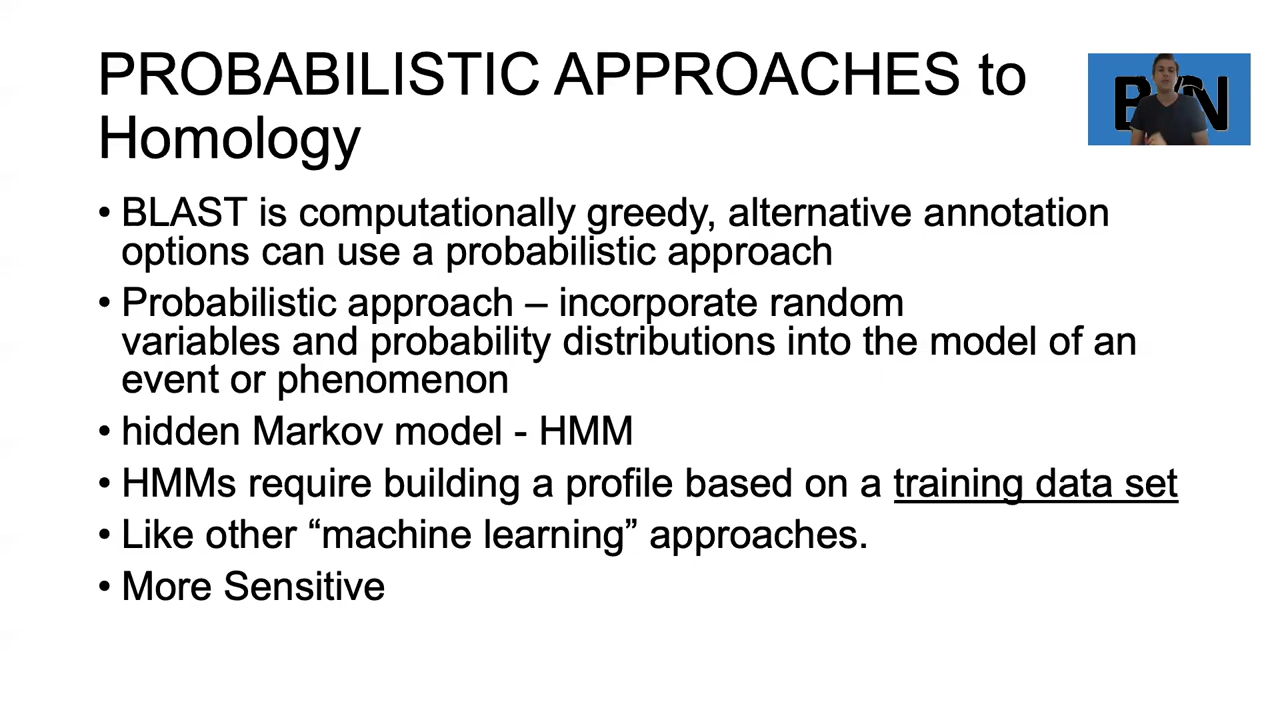 PROBABILISTIC APPROACHES to
Homology
• BLAST is computationally greedy, alternative annotation
options can use a probabilistic approach
• Probabilistic approach – incorporate random
variables and probability distributions into the model of an
event or phenomenon
• hidden Markov model - HMM
• HMMs require building a profile based on a training data set
• Like other “machine learning” approaches.
• More Sensitive